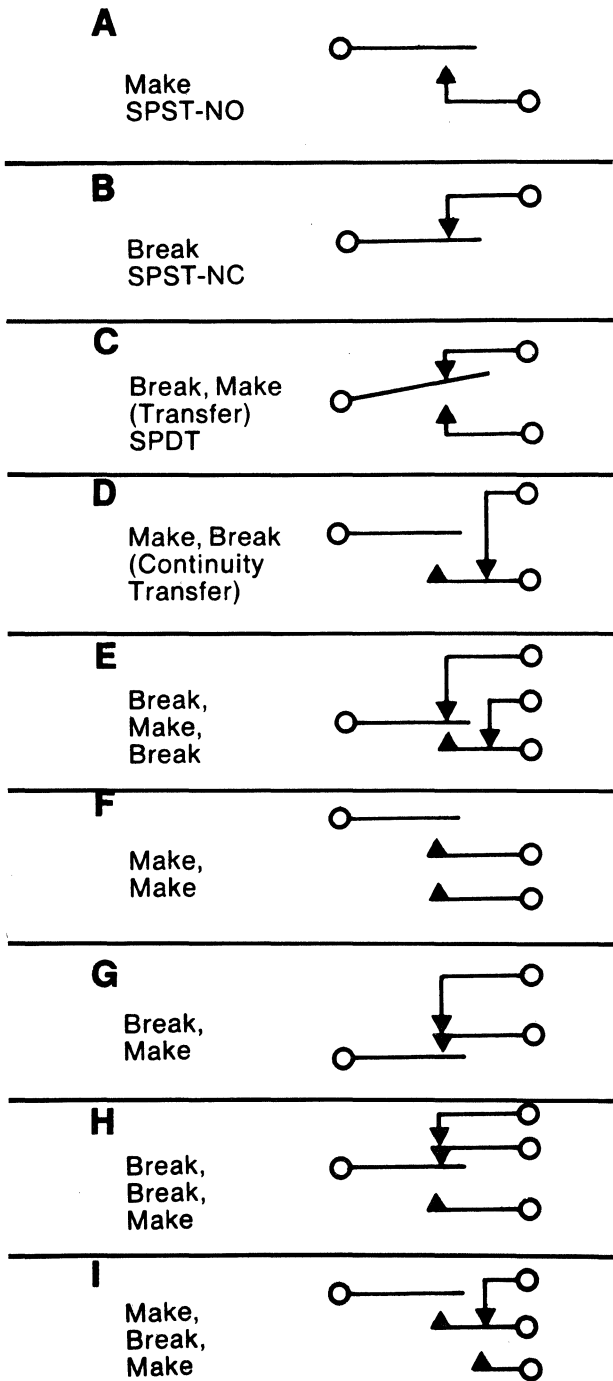 A
Make
SPST-NO
B
Break
SPST-NC
C
Break, Make
(Transfer)
SPDT
D
Make, Break
(Continuity
Transfer)
E
Break,
Make,
Break
F
Make,
Make
G
Break,
Make
H
Break,
Break,
Make
I
Make,
Break,
Make